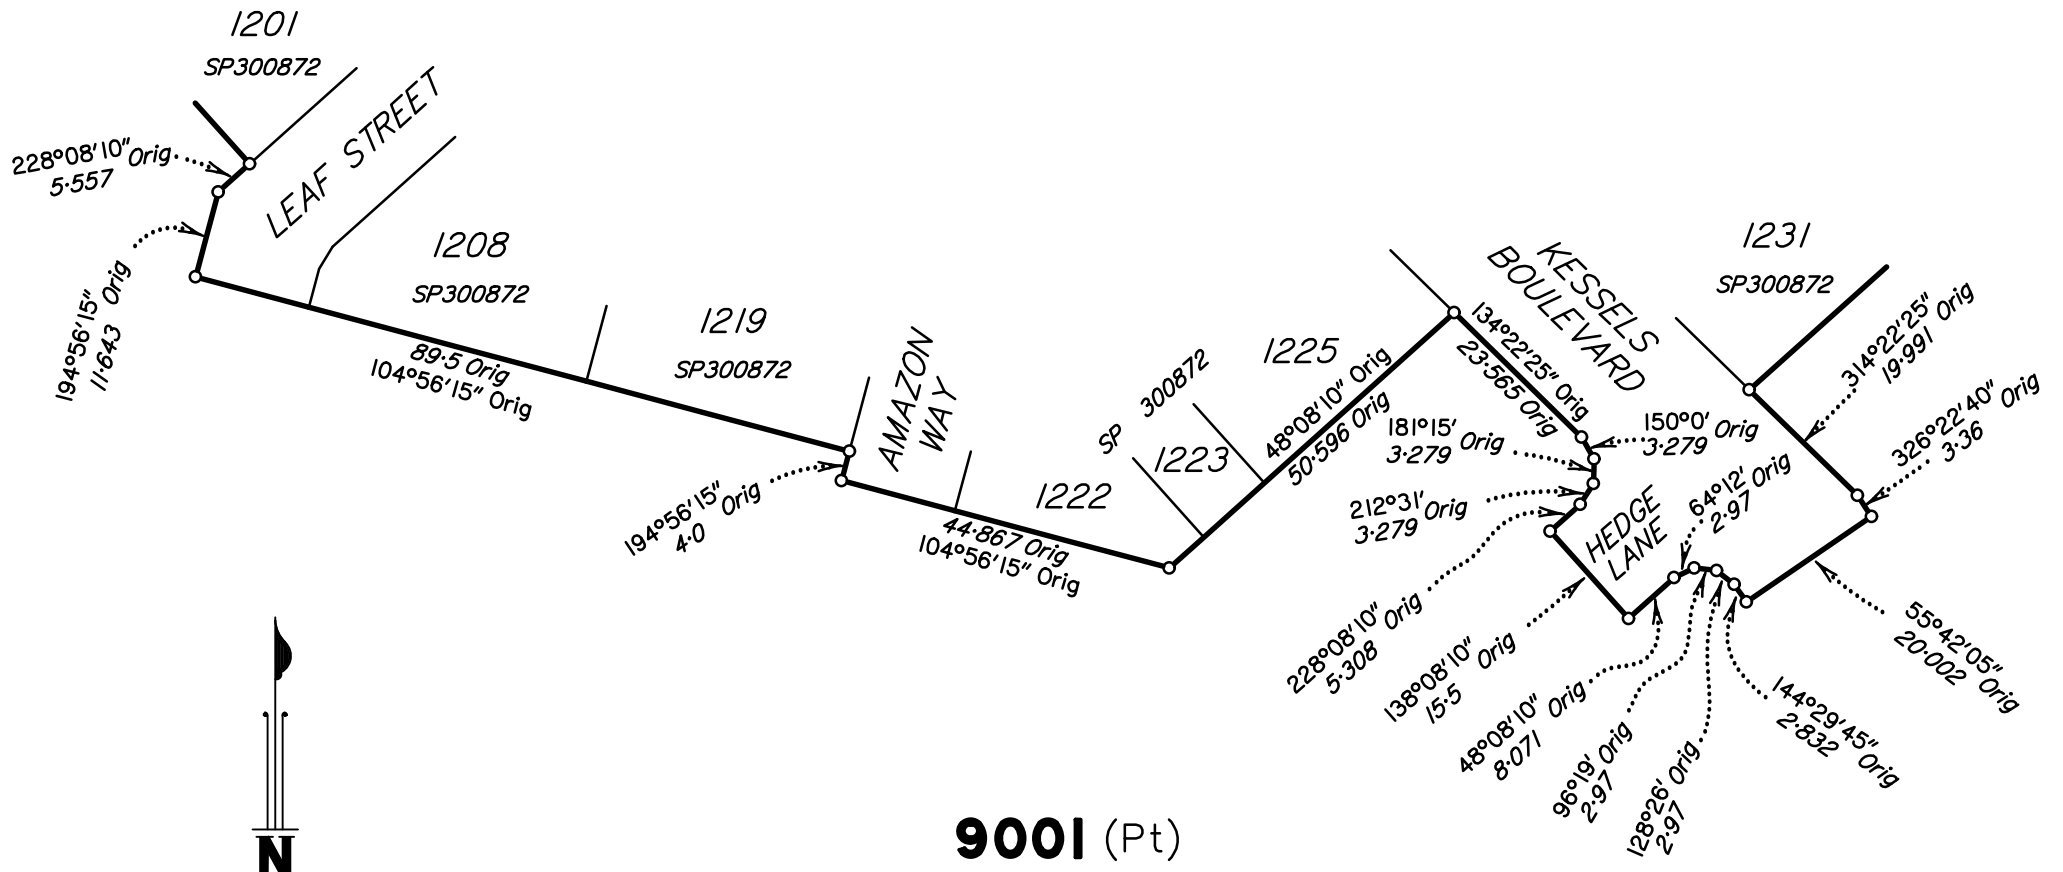 1201
SP300872
228°08'10" Orig
5·557
LEAF STREET
194°56'15" Orig
11·643
1208
SP300872
89·5 Orig
104°56'15" Orig
1219
SP300872
AMAZON
WAY
194°56'15" Orig
4·0
1222
44·867 Orig
104°56'15" Orig
1223
SP 300872
1225
48°08'10" Orig
50·596 Orig
KESSELS
BOULEVARD
134°22'25" Orig
23·565 Orig
1231
SP300872
314°22'25" Orig
19·991
326°22'40" Orig
3·36
150°0' Orig
3·279
181°15' Orig
3·279
212°31' Orig
3·279
64°12' Orig
2·97
HEDGE
LANE
228°08'10" Orig
5·308
138°08'10" Orig
15·5
48°08'10" Orig
8·071
96°19' Orig
2·97
128°26' Orig
2·97
144°29'45" Orig
2·832
55°42'05" Orig
20·002
N
9001 (Pt)